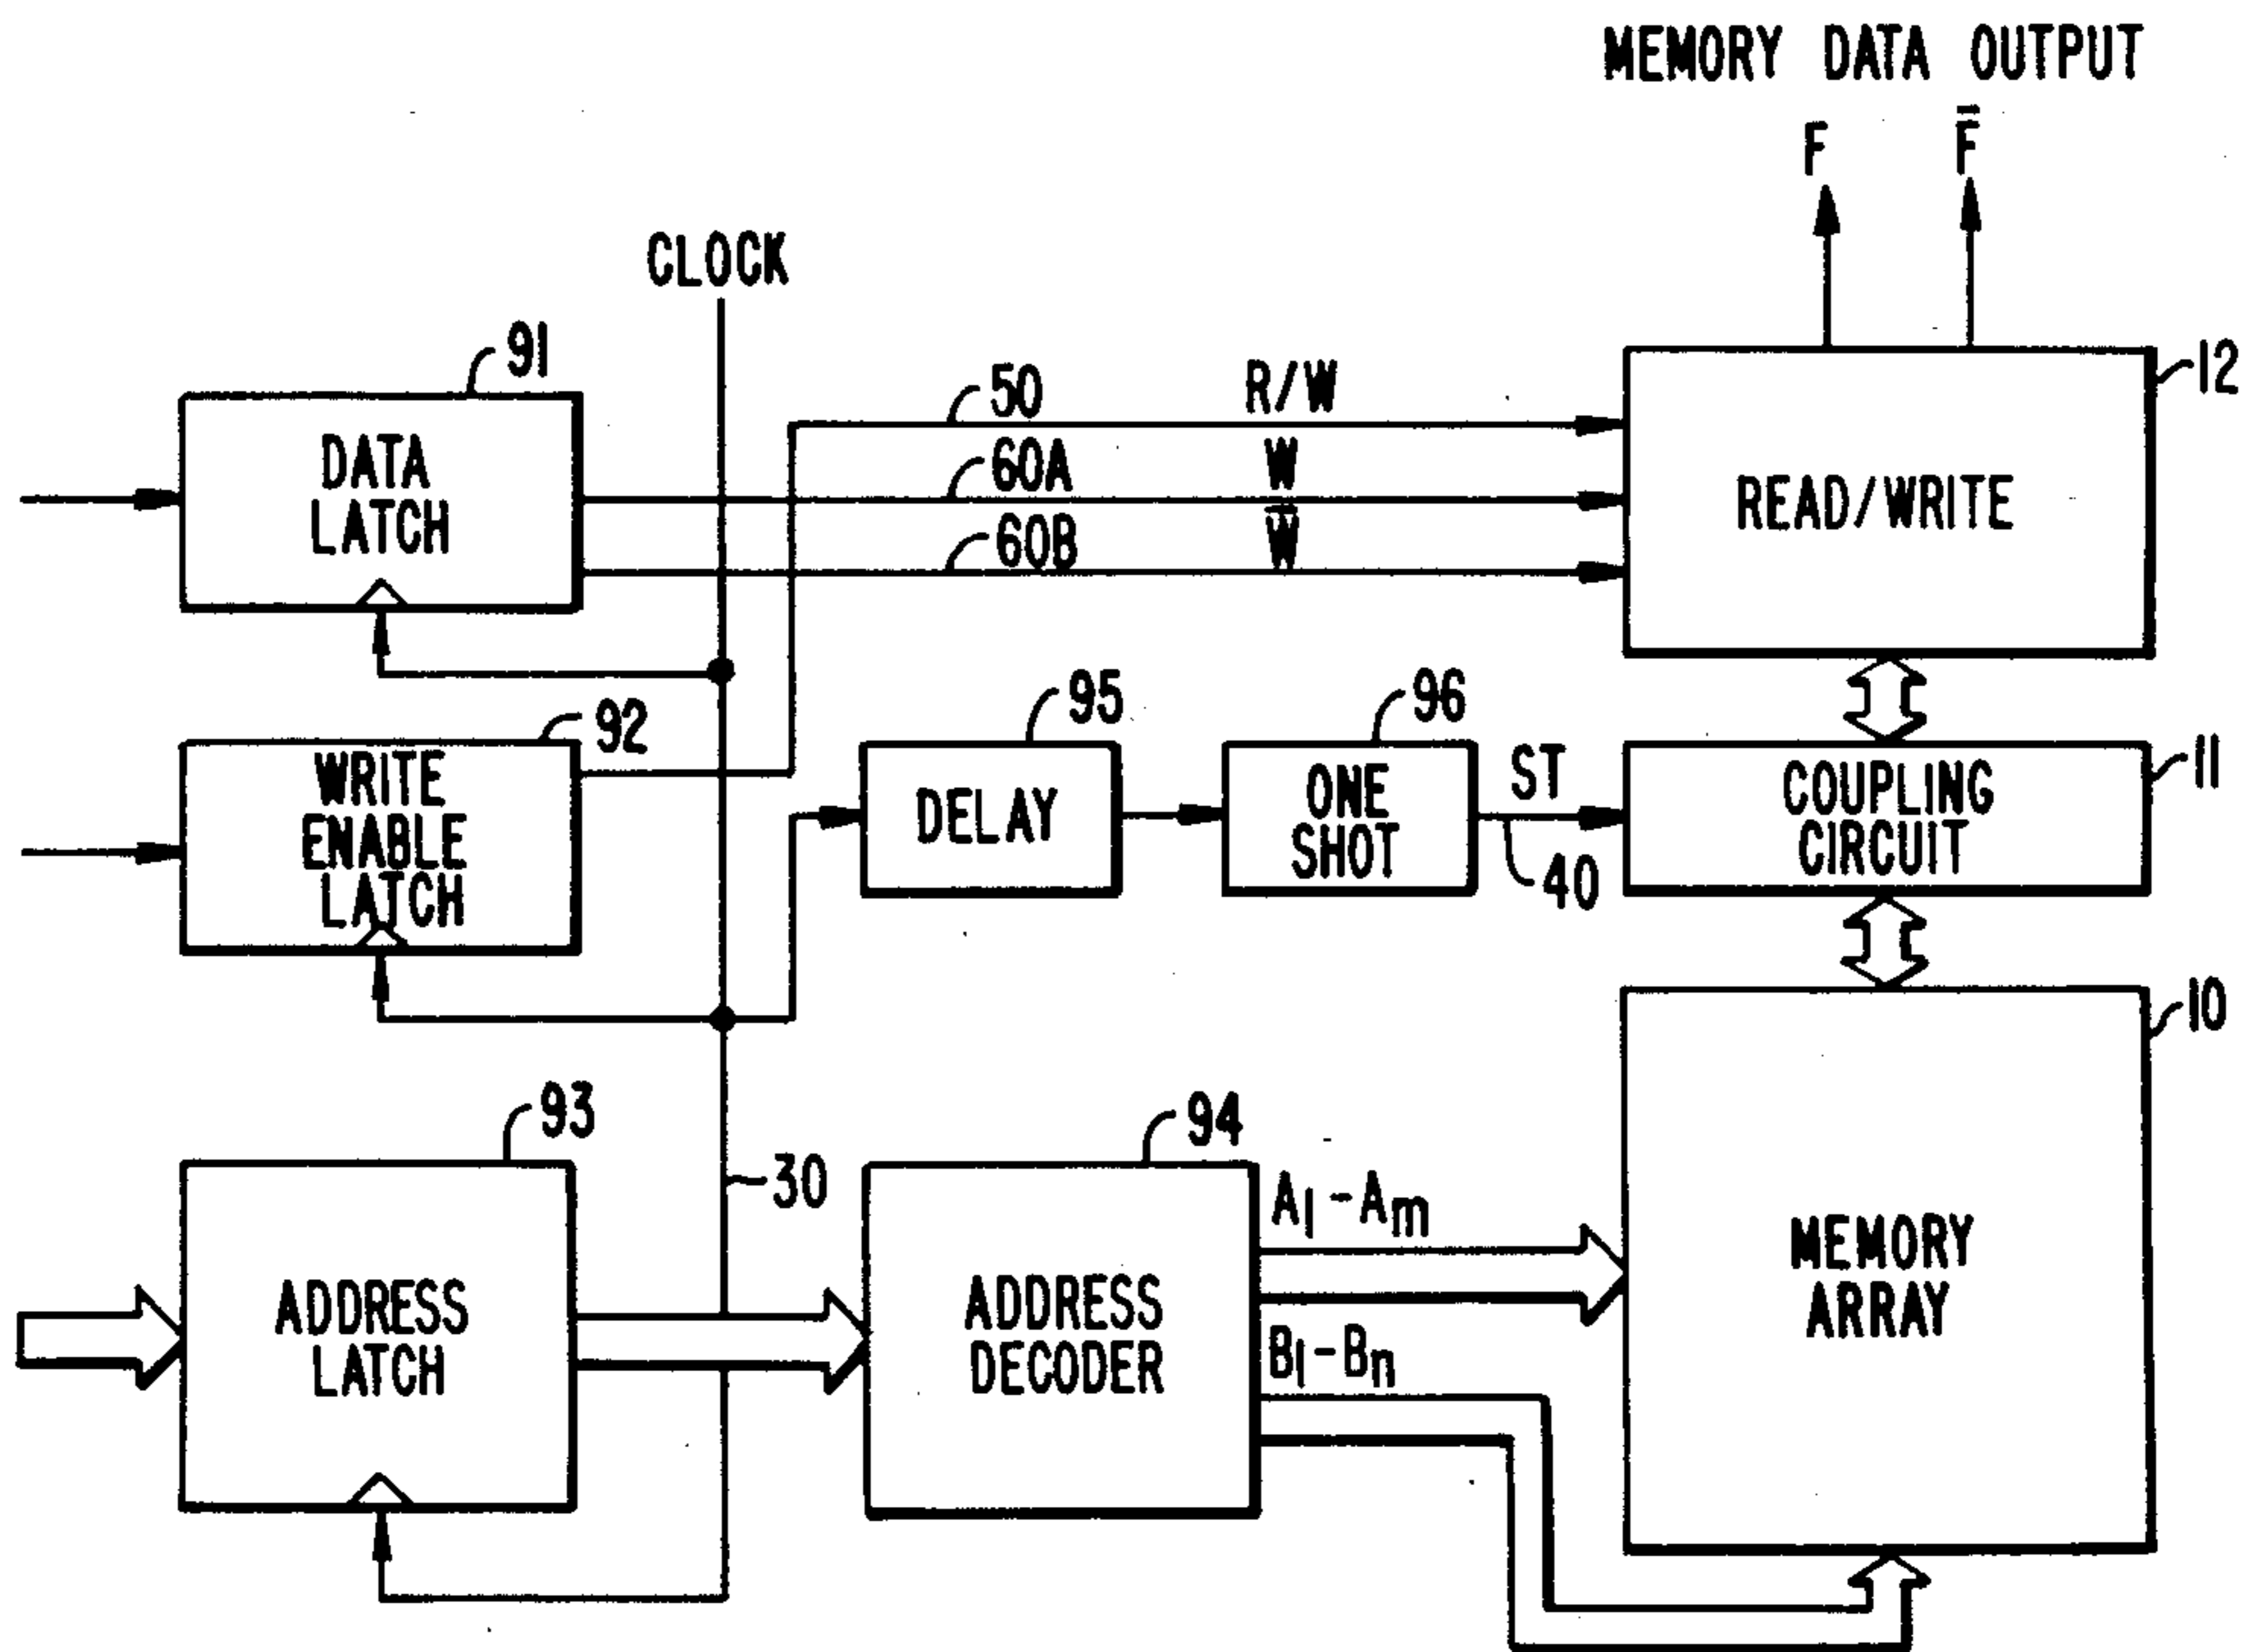 MEMORY DATA OUTPUT
F F̅
CLOCK
91
DATA
LATCH
50 R/W
60A W
60B W̅
12
READ/WRITE
92
WRITE
ENABLE
LATCH
95
DELAY
96
ONE
SHOT
ST
40
11
COUPLING
CIRCUIT
10
MEMORY
ARRAY
93
ADDRESS
LATCH
30
94
ADDRESS
DECODER
A₁-Aₘ
B₁-Bₙ